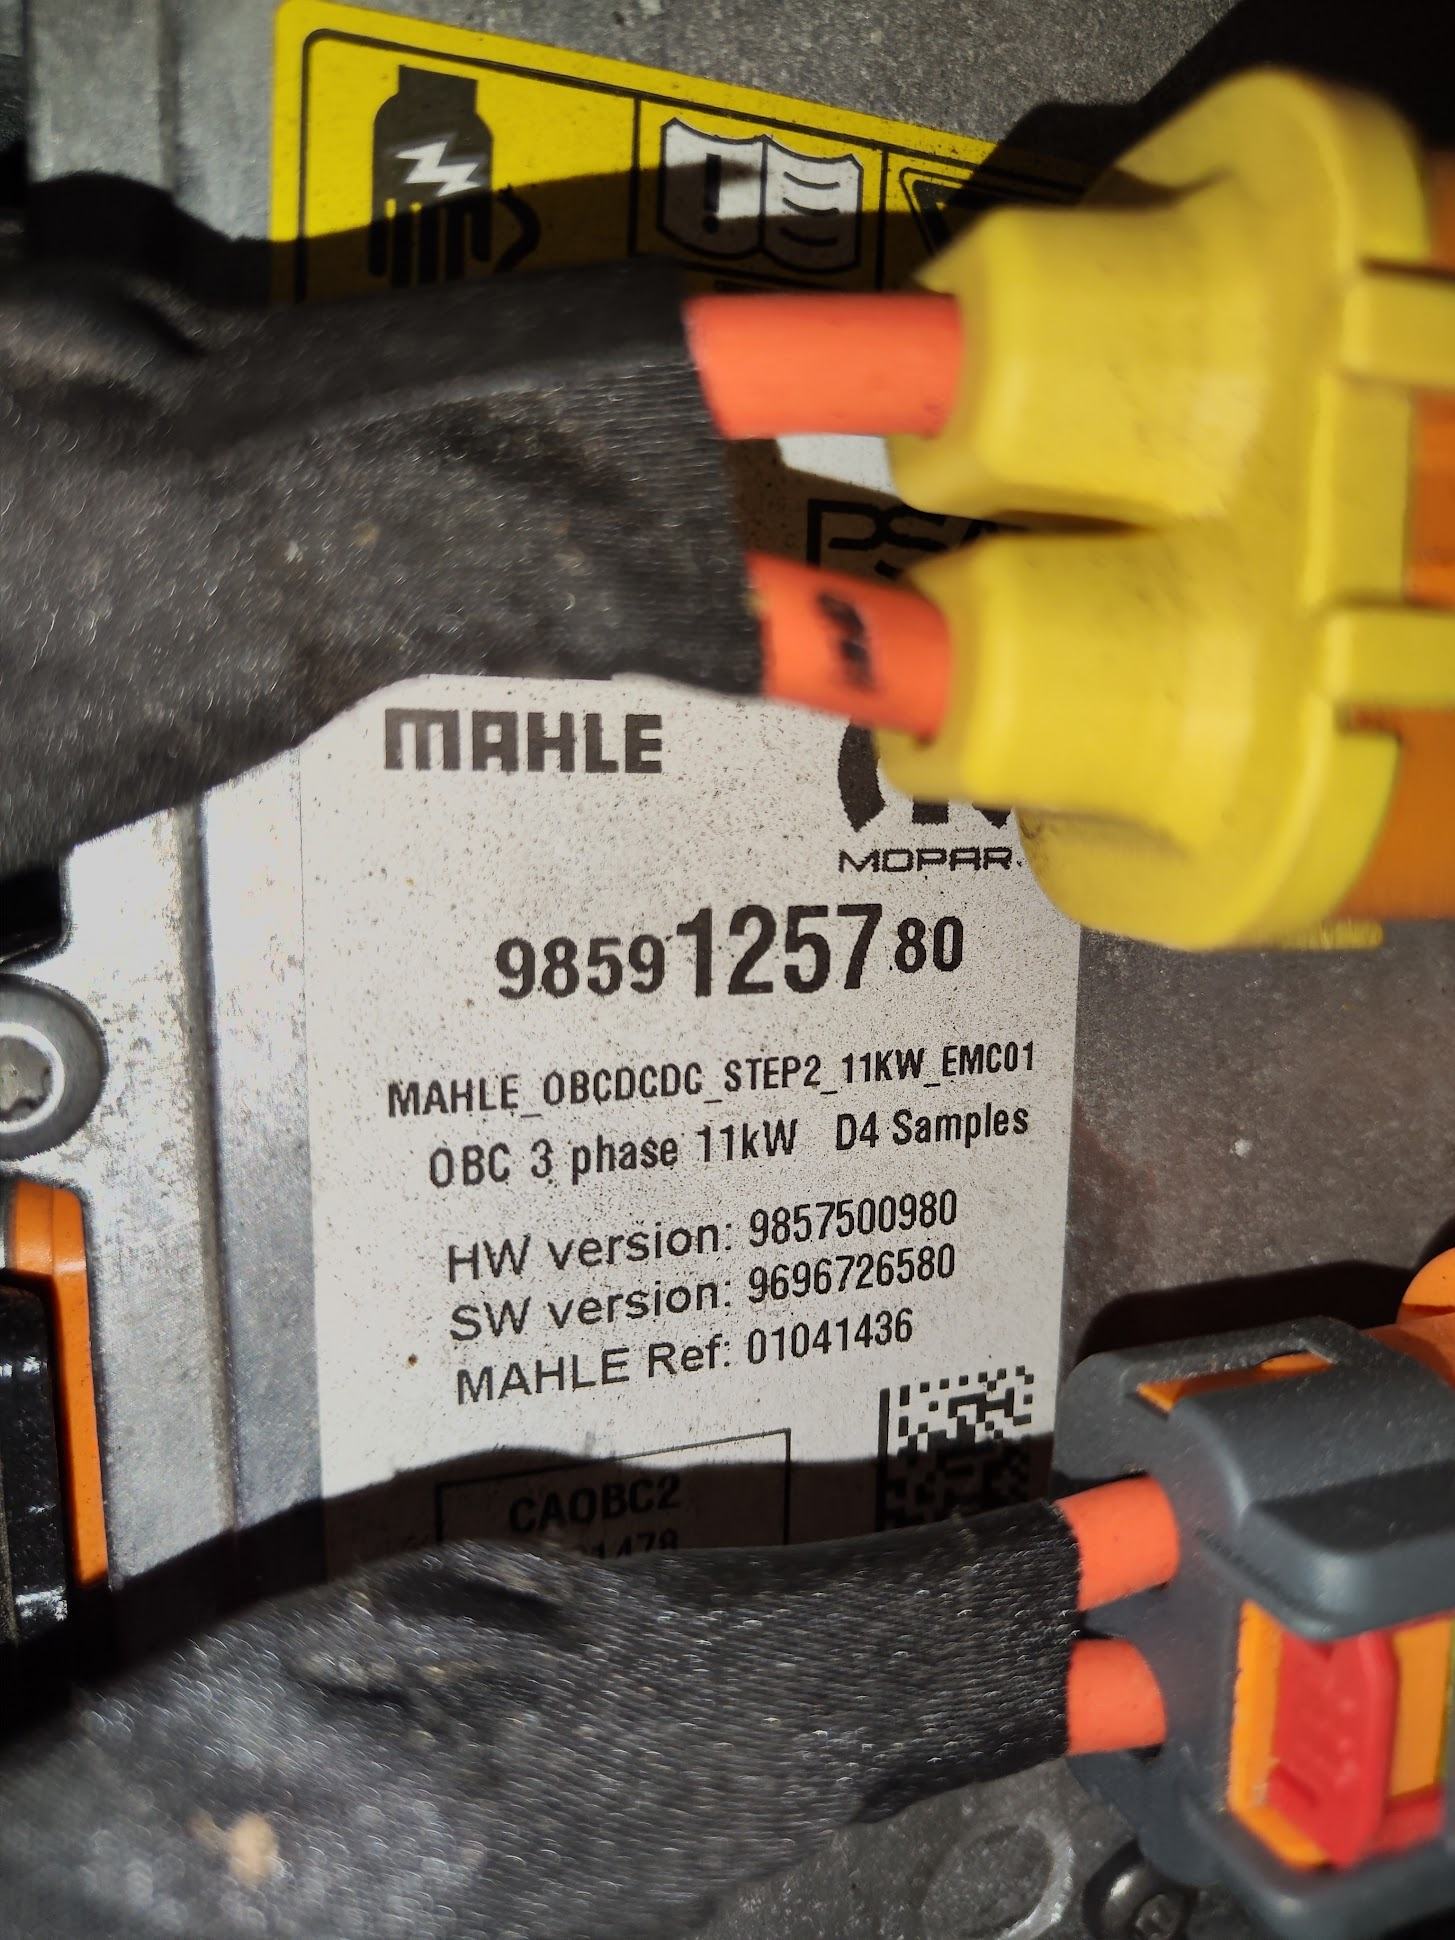 PSA
MAHLE
MOPAR
9859125780
MAHLE_OBCDCDC_STEP2_11KW_EMC01
OBC 3 phase 11kW D4 Samples
HW version: 9857500980
SW version: 9696726580
MAHLE Ref: 01041436
CAOBC2